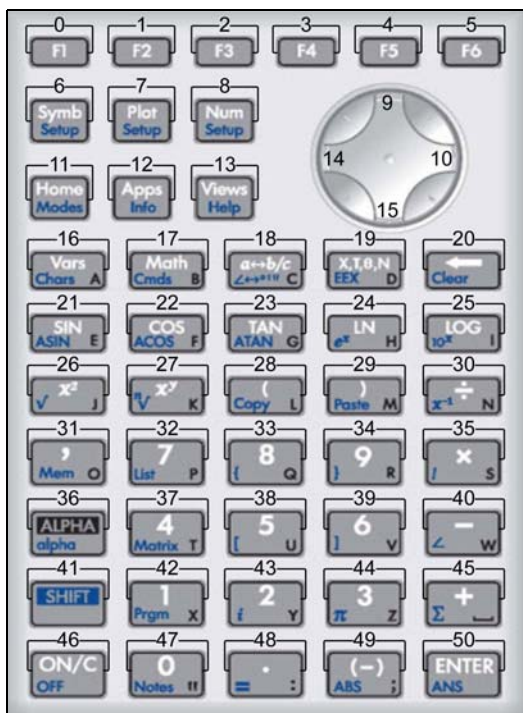 0 1 2 3 4 5
F1 F2 F3 F4 F5 F6
6 7 8
Symb Plot Num
Setup Setup Setup
9
14 10
15
11 12 13
Home Apps Views
Modes Info Help
16 17 18 19 20
Vars Math a↔b/c X,T,θ,N ←
Chars A Cmds B C EEX D Clear
21 22 23 24 25
SIN COS TAN LN LOG
ASIN E ACOS F ATAN G eˣ H 10ˣ I
26 27 28 29 30
x² xʸ ( ) ÷
√ J ⁿ√ K Copy L Paste M x⁻¹ N
31 32 33 34 35
, 7 8 9 ×
Mem O List P { Q } R / S
36 37 38 39 40
ALPHA 4 5 6 −
alpha Matrix T [ U ] V ∠ W
41 42 43 44 45
SHIFT 1 2 3 +
Prgm X i Y π Z Σ ⎵
46 47 48 49 50
ON/C 0 . (−) ENTER
OFF Notes " = : ABS ; ANS